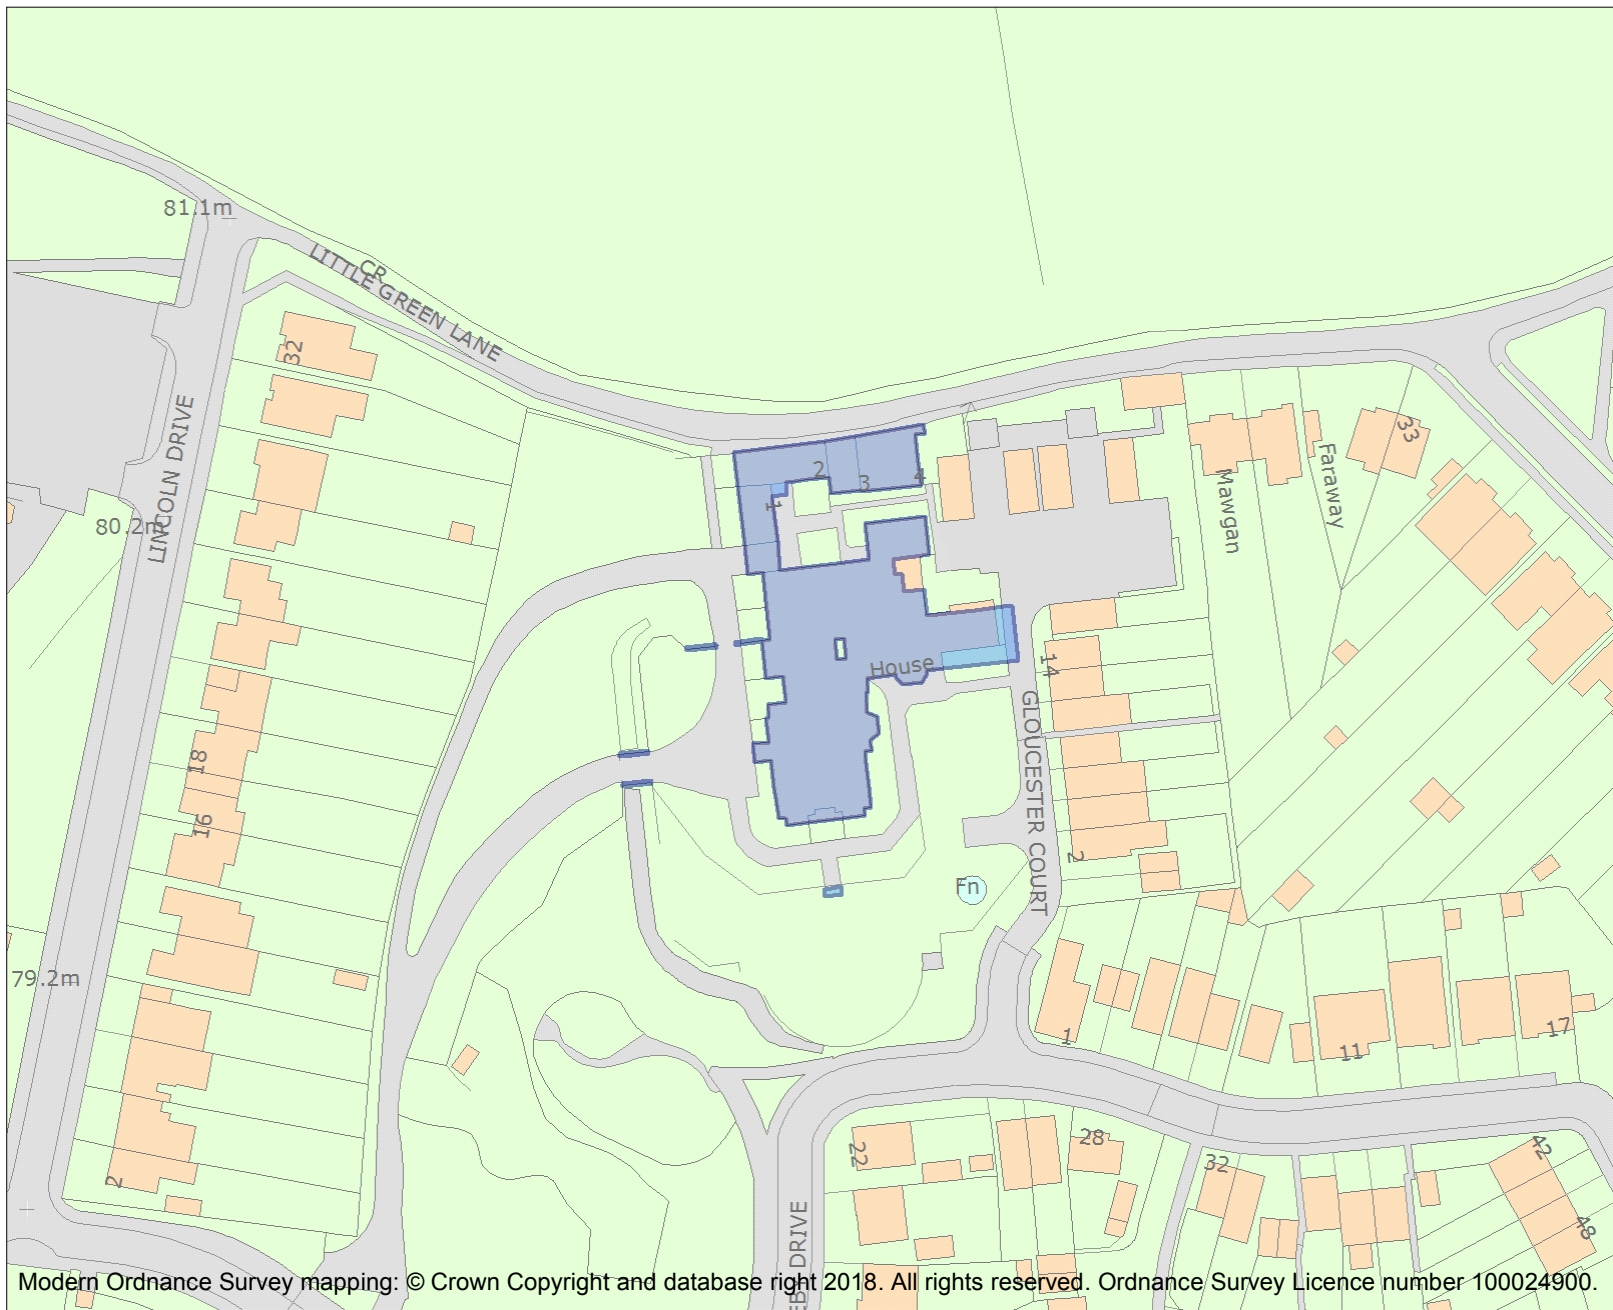 81.1m
CR
LITTLE GREEN LANE
32
33
Faraway
Mawgan
LINCOLN DRIVE
80.2m
2
3
4
1
House
14
GLOUCESTER COURT
18
16
2
Fn
79.2m
1
11
17
2
22
28
32
42
48
DRIVE
Modern Ordnance Survey mapping: © Crown Copyright and database right 2018. All rights reserved. Ordnance Survey Licence number 100024900.